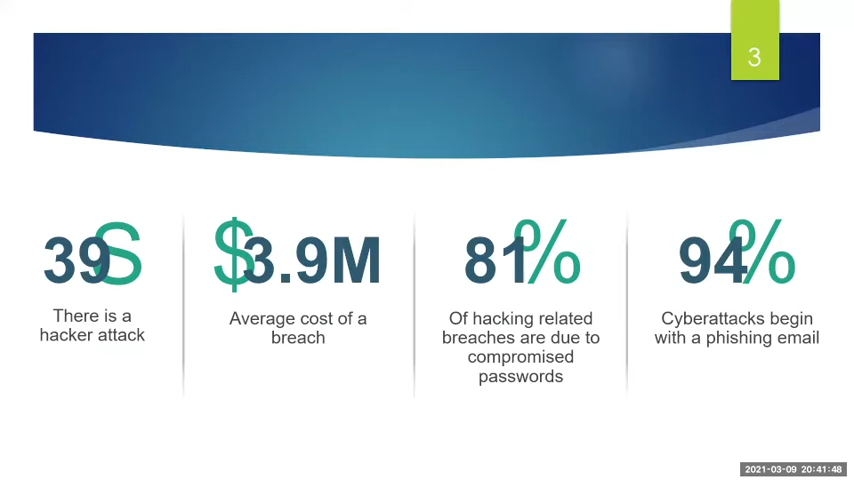 3
39S
There is a
hacker attack
$3.9M
Average cost of a
breach
81%
Of hacking related
breaches are due to
compromised
passwords
94%
Cyberattacks begin
with a phishing email
2021-03-09 20:41:48